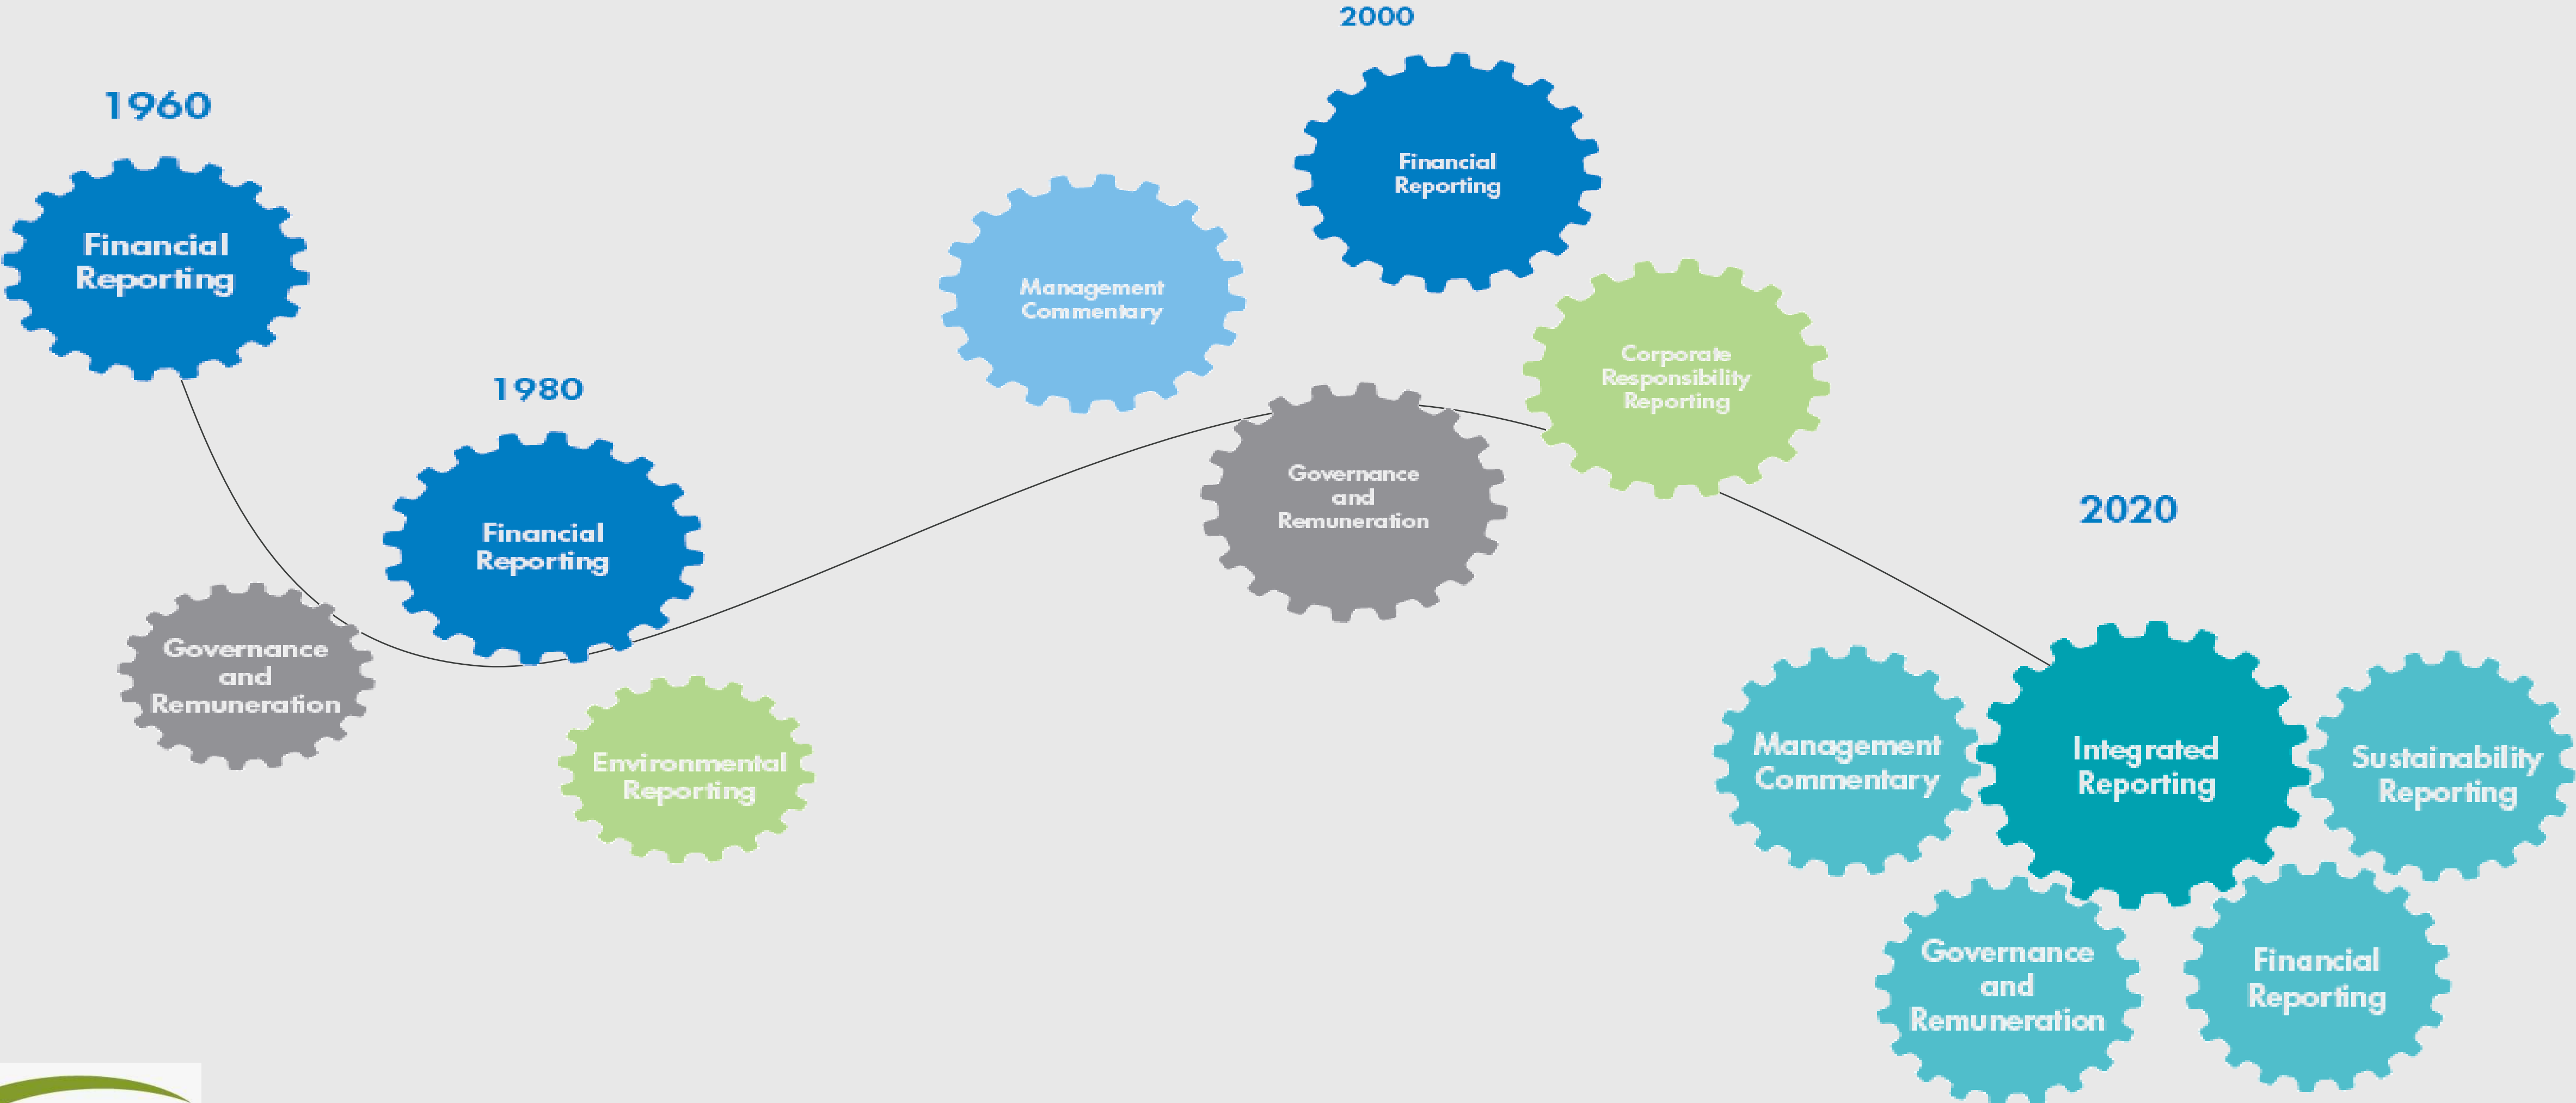 1960
Financial
Reporting
1980
Financial
Reporting
Governance
and
Remuneration
Environmental
Reporting
2000
Financial
Reporting
Management
Commentary
Corporate
Responsibility
Reporting
Governance
and
Remuneration
2020
Integrated
Reporting
Management
Commentary
Sustainability
Reporting
Governance
and
Remuneration
Financial
Reporting